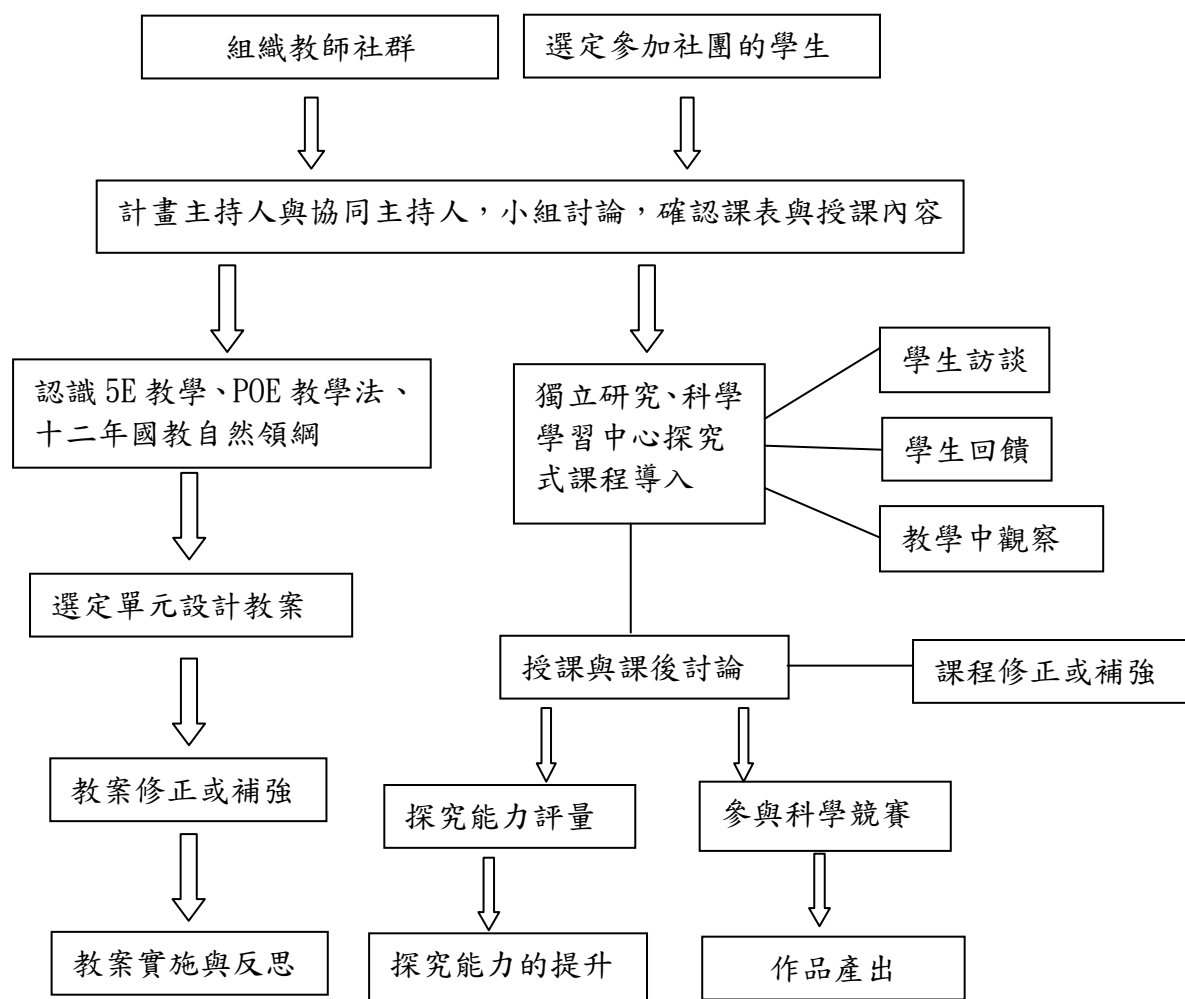 組織教師社群
選定參加社團的學生
計畫主持人與協同主持人，小組討論，確認課表與授課內容
認識 5E 教學、POE 教學法、
十二年國教自然領綱
獨立研究、科學
學習中心探究
式課程導入
學生訪談
學生回饋
教學中觀察
選定單元設計教案
授課與課後討論
課程修正或補強
教案修正或補強
探究能力評量
參與科學競賽
教案實施與反思
探究能力的提升
作品產出